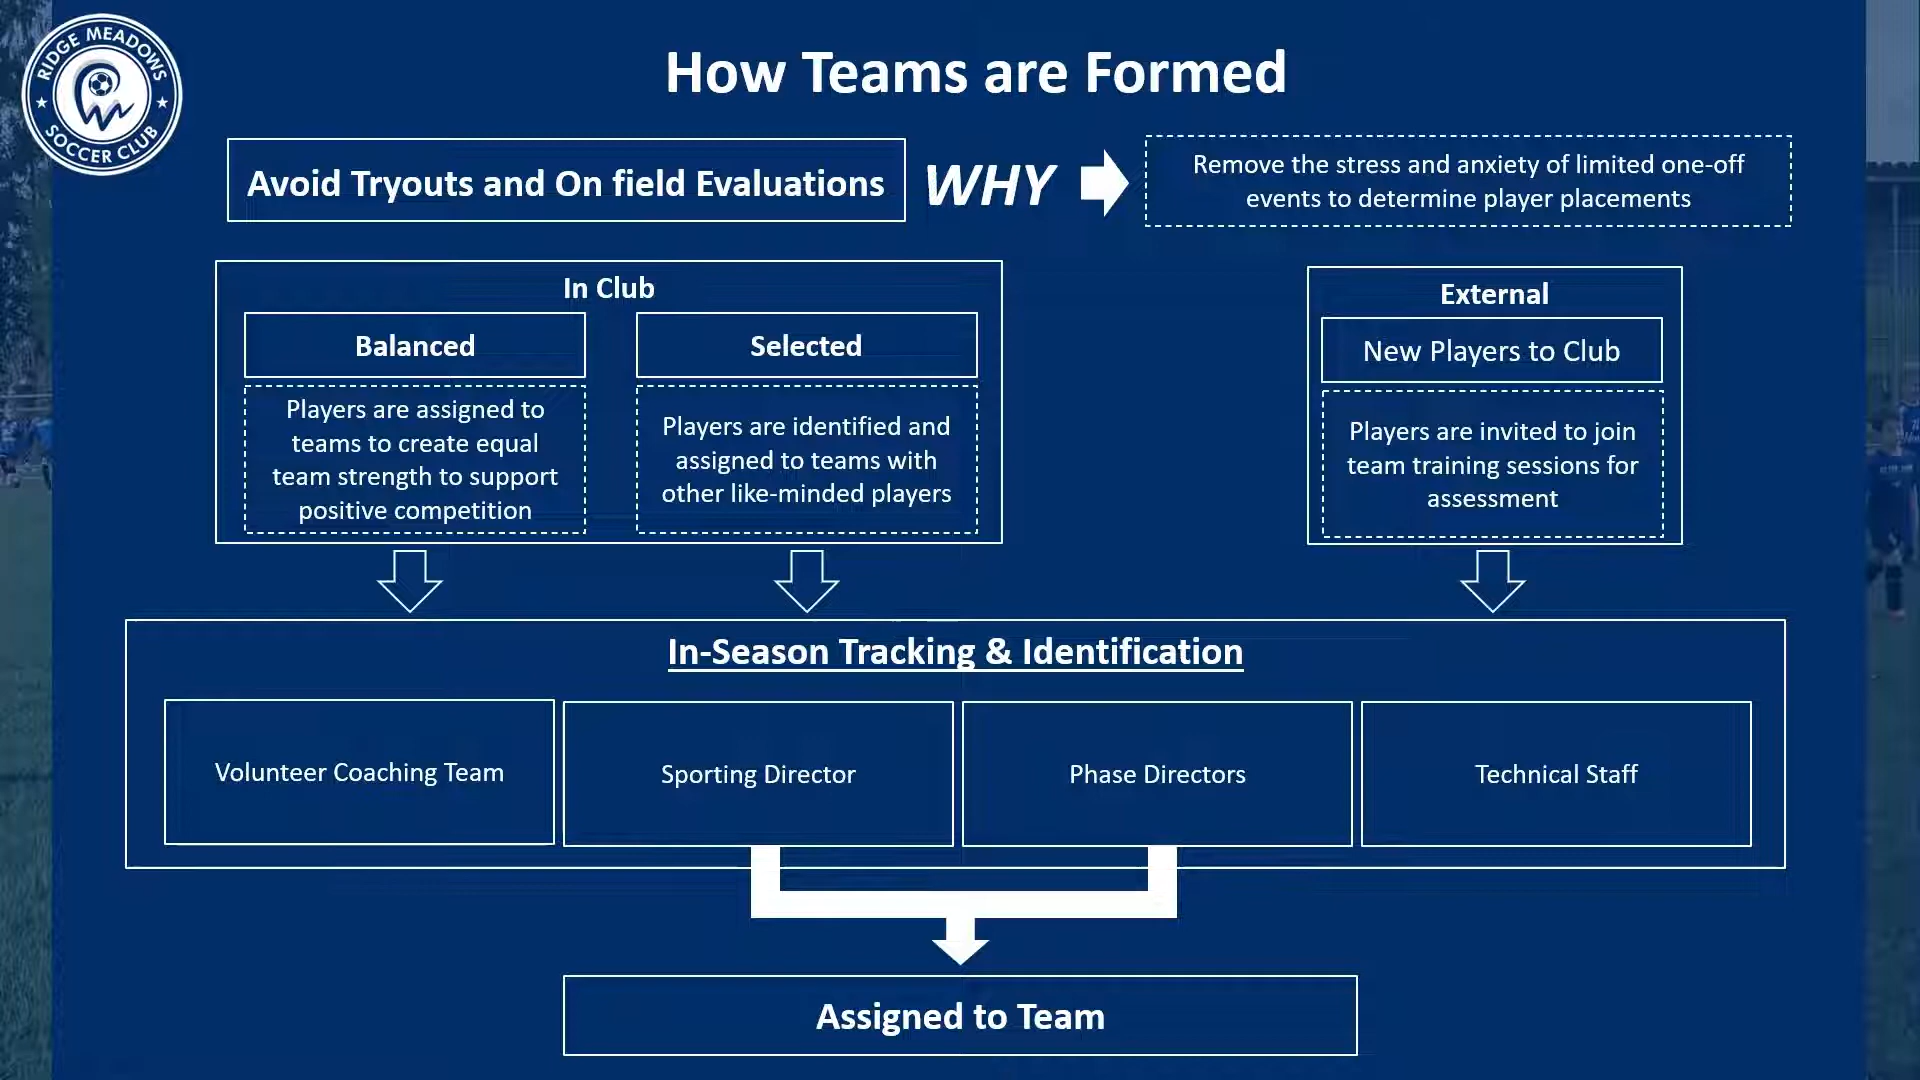 RIDGE MEADOWS
SOCCER CLUB
How Teams are Formed
Avoid Tryouts and On field Evaluations
WHY
Remove the stress and anxiety of limited one-off
events to determine player placements
In Club
Balanced
Players are assigned to
teams to create equal
team strength to support
positive competition
Selected
Players are identified and
assigned to teams with
other like-minded players
External
New Players to Club
Players are invited to join
team training sessions for
assessment
In-Season Tracking & Identification
Volunteer Coaching Team
Sporting Director
Phase Directors
Technical Staff
Assigned to Team